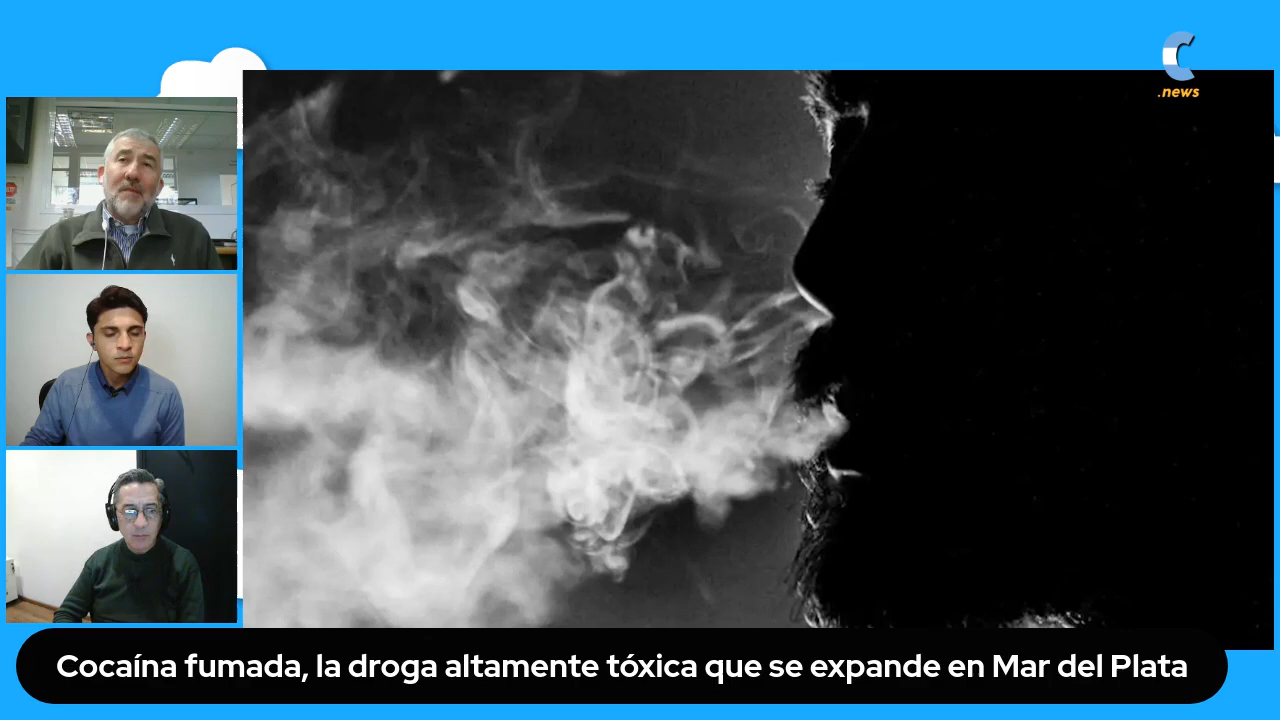 C
.news
Cocaína fumada, la droga altamente tóxica que se expande en Mar del Plata